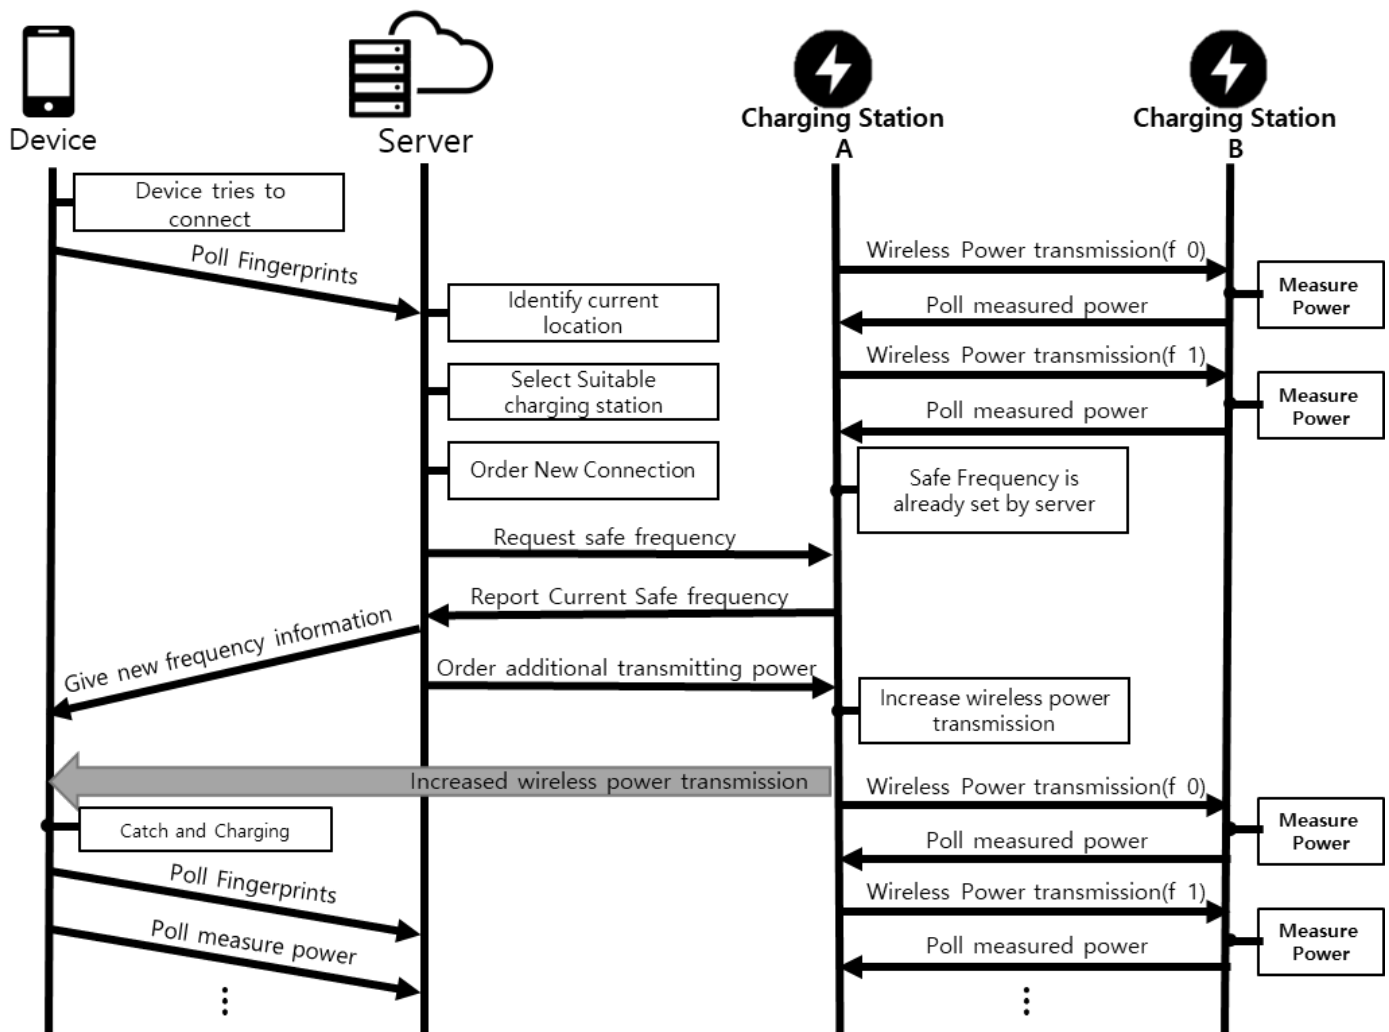 Device
Server
Charging Station
A
Charging Station
B
Device tries to
connect
Poll Fingerprints
Wireless Power transmission(f 0)
Measure
Power
Identify current
location
Poll measured power
Wireless Power transmission(f 1)
Select Suitable
charging station
Measure
Power
Poll measured power
Order New Connection
Safe Frequency is
already set by server
Request safe frequency
Report Current Safe frequency
Give new frequency information
Order additional transmitting power
Increase wireless power
transmission
Increased wireless power transmission
Wireless Power transmission(f 0)
Measure
Power
Catch and Charging
Poll measured power
Poll Fingerprints
Wireless Power transmission(f 1)
Measure
Power
Poll measure power
Poll measured power